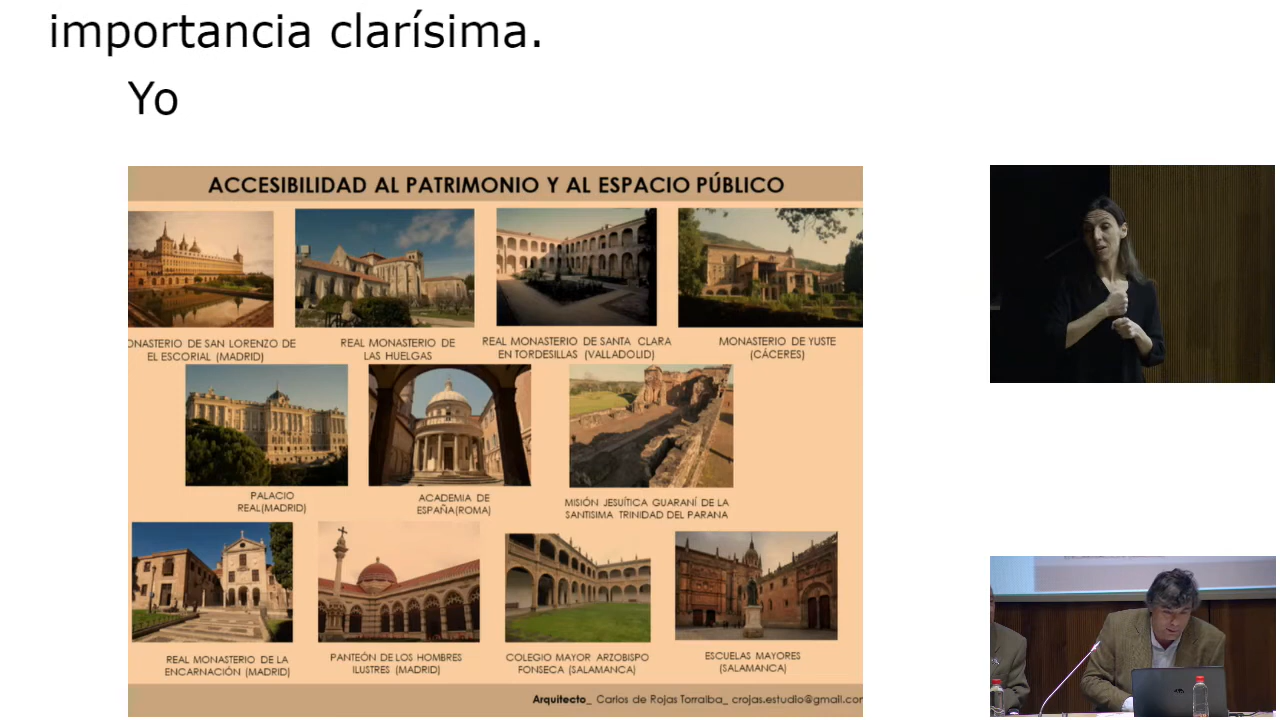 importancia clarísima.
Yo
ACCESIBILIDAD AL PATRIMONIO Y AL ESPACIO PÚBLICO
ONASTERIO DE SAN LORENZO DE
EL ESCORIAL (MADRID)
REAL MONASTERIO DE
LAS HUELGAS
REAL MONASTERIO DE SANTA CLARA
EN TORDESILLAS (VALLADOLID)
MONASTERIO DE YUSTE
(CÁCERES)
PALACIO
REAL(MADRID)
ACADEMIA DE
ESPAÑA(ROMA)
MISIÓN JESUÍTICA GUARANÍ DE LA
SANTISIMA TRINIDAD DEL PARANA
REAL MONASTERIO DE LA
ENCARNACIÓN (MADRID)
PANTEÓN DE LOS HOMBRES
ILUSTRES (MADRID)
COLEGIO MAYOR ARZOBISPO
FONSECA (SALAMANCA)
ESCUELAS MAYORES
(SALAMANCA)
Arquitecto_ Carlos de Rojas Torralba_ crojas.estudio@gmail.com